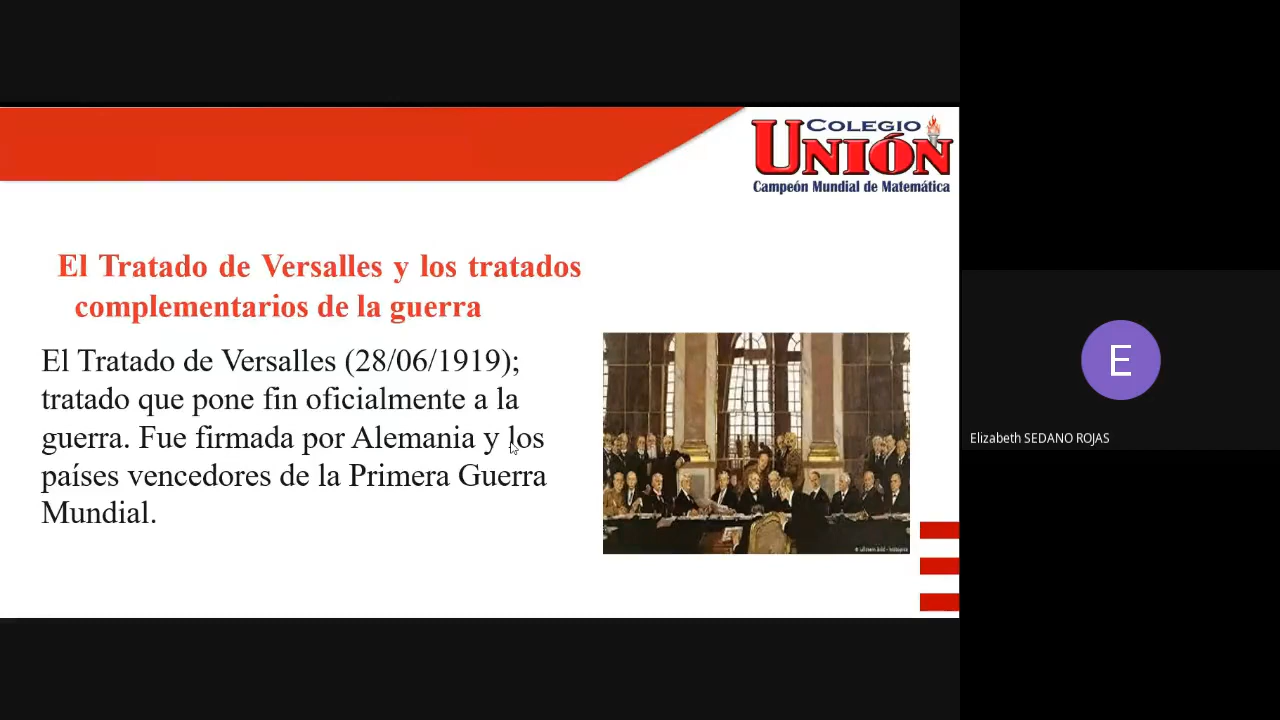 COLEGIO
UNIÓN
Campeón Mundial de Matemática
El Tratado de Versalles y los tratados
complementarios de la guerra
El Tratado de Versalles (28/06/1919);
tratado que pone fin oficialmente a la
guerra. Fue firmada por Alemania y los
países vencedores de la Primera Guerra
Mundial.
E
Elizabeth SEDANO ROJAS